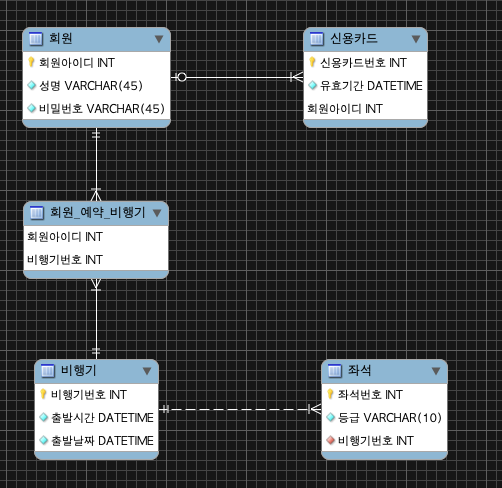 회원
회원아이디 INT
성명 VARCHAR(45)
비밀번호 VARCHAR(45)
신용카드
신용카드번호 INT
유효기간 DATETIME
회원아이디 INT
회원_예약_비행기
회원아이디 INT
비행기번호 INT
비행기
비행기번호 INT
출발시간 DATETIME
출발날짜 DATETIME
좌석
좌석번호 INT
등급 VARCHAR(10)
비행기번호 INT